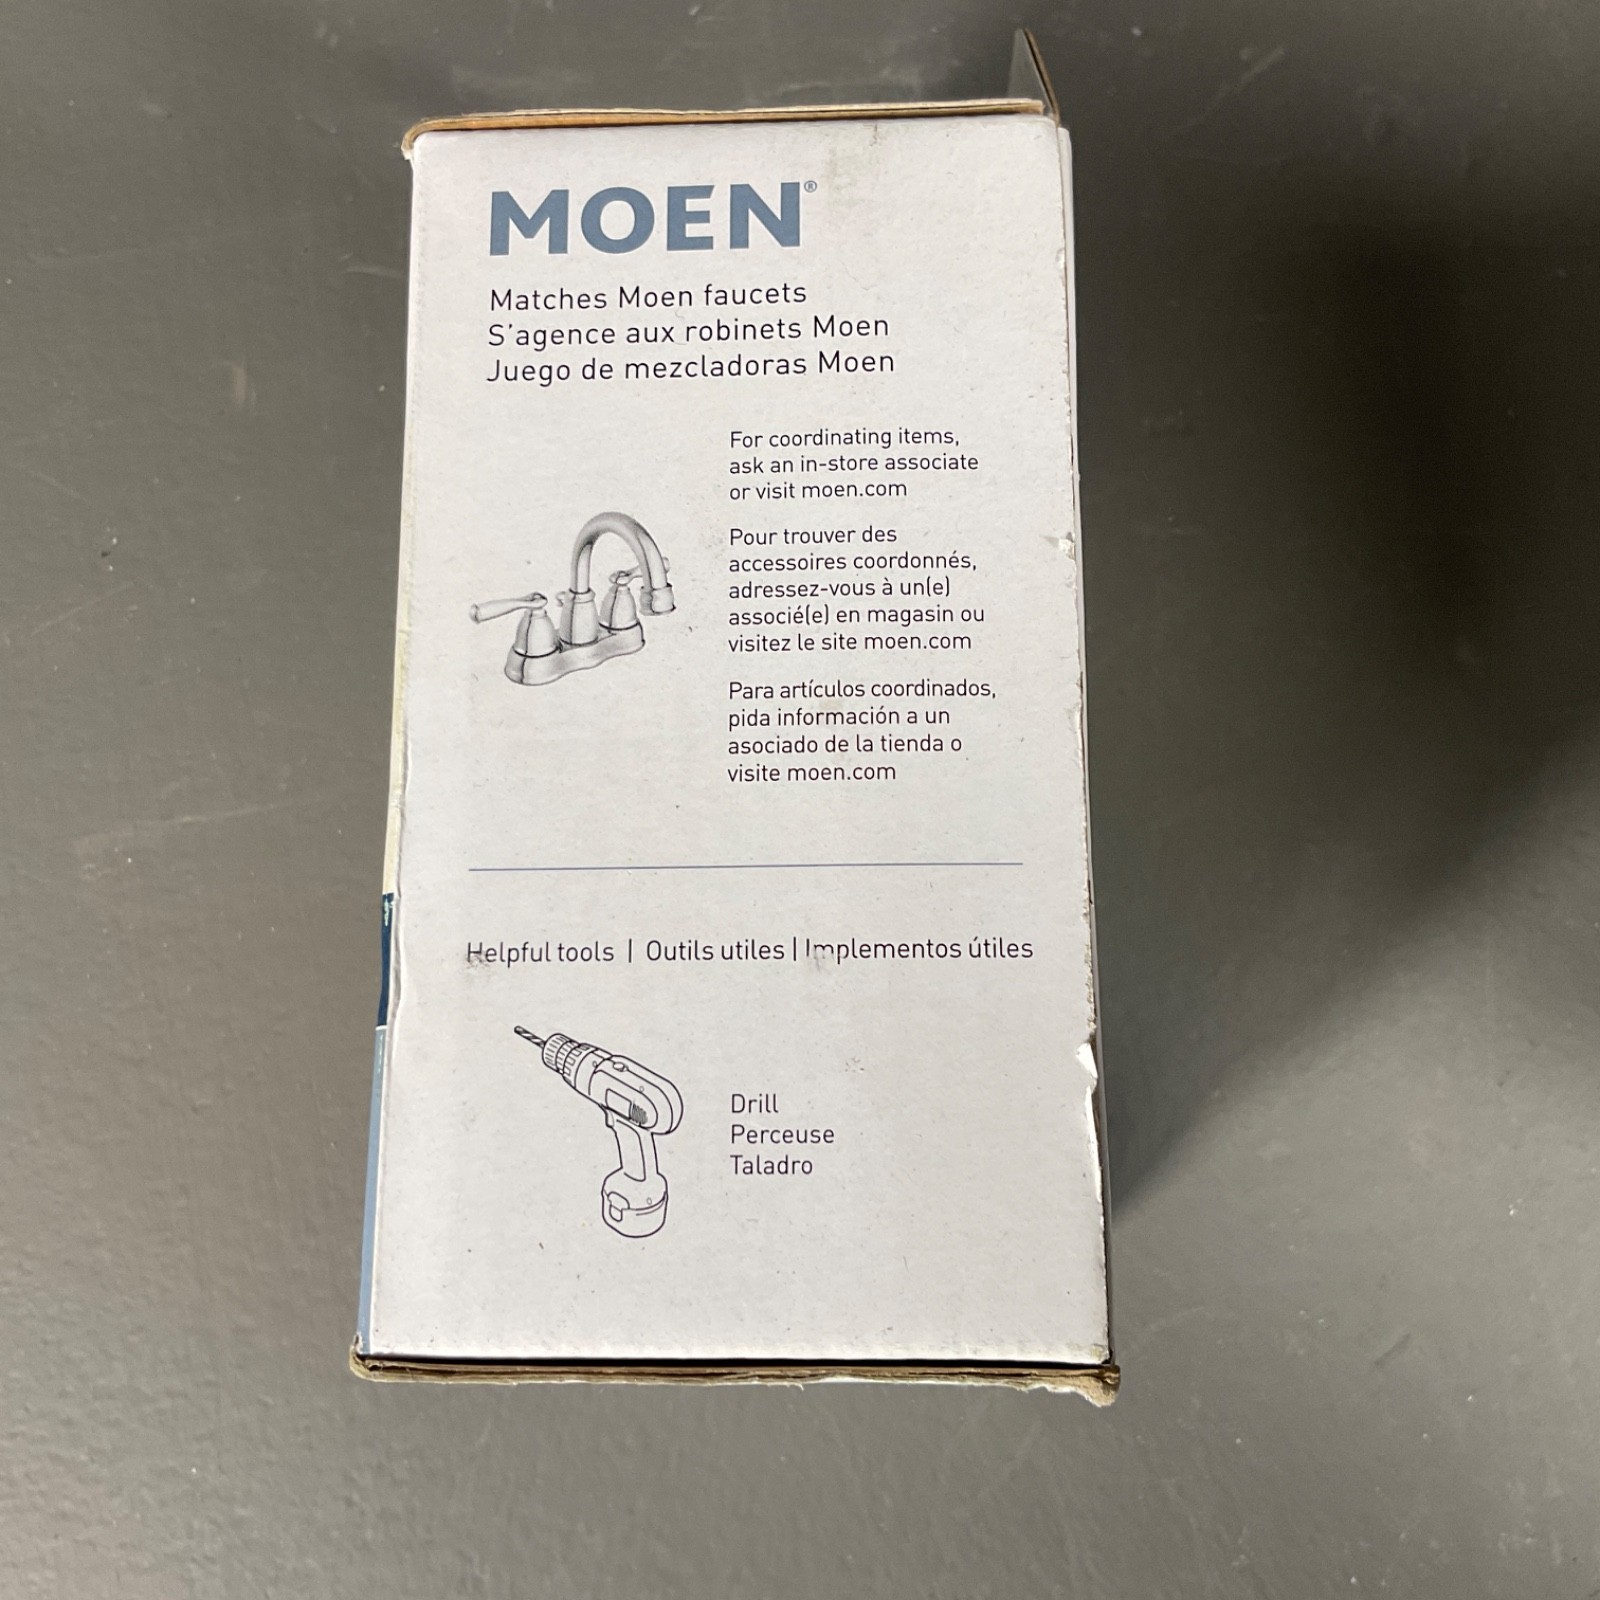 MOEN®
Matches Moen faucets
S'agence aux robinets Moen
Juego de mezcladoras Moen
For coordinating items,
ask an in-store associate
or visit moen.com
Pour trouver des
accessoires coordonnés,
adressez-vous à un(e)
associé(e) en magasin ou
visitez le site moen.com
Para artículos coordinados,
pida información a un
asociado de la tienda o
visite moen.com
Helpful tools | Outils utiles | Implementos útiles
Drill
Perceuse
Taladro